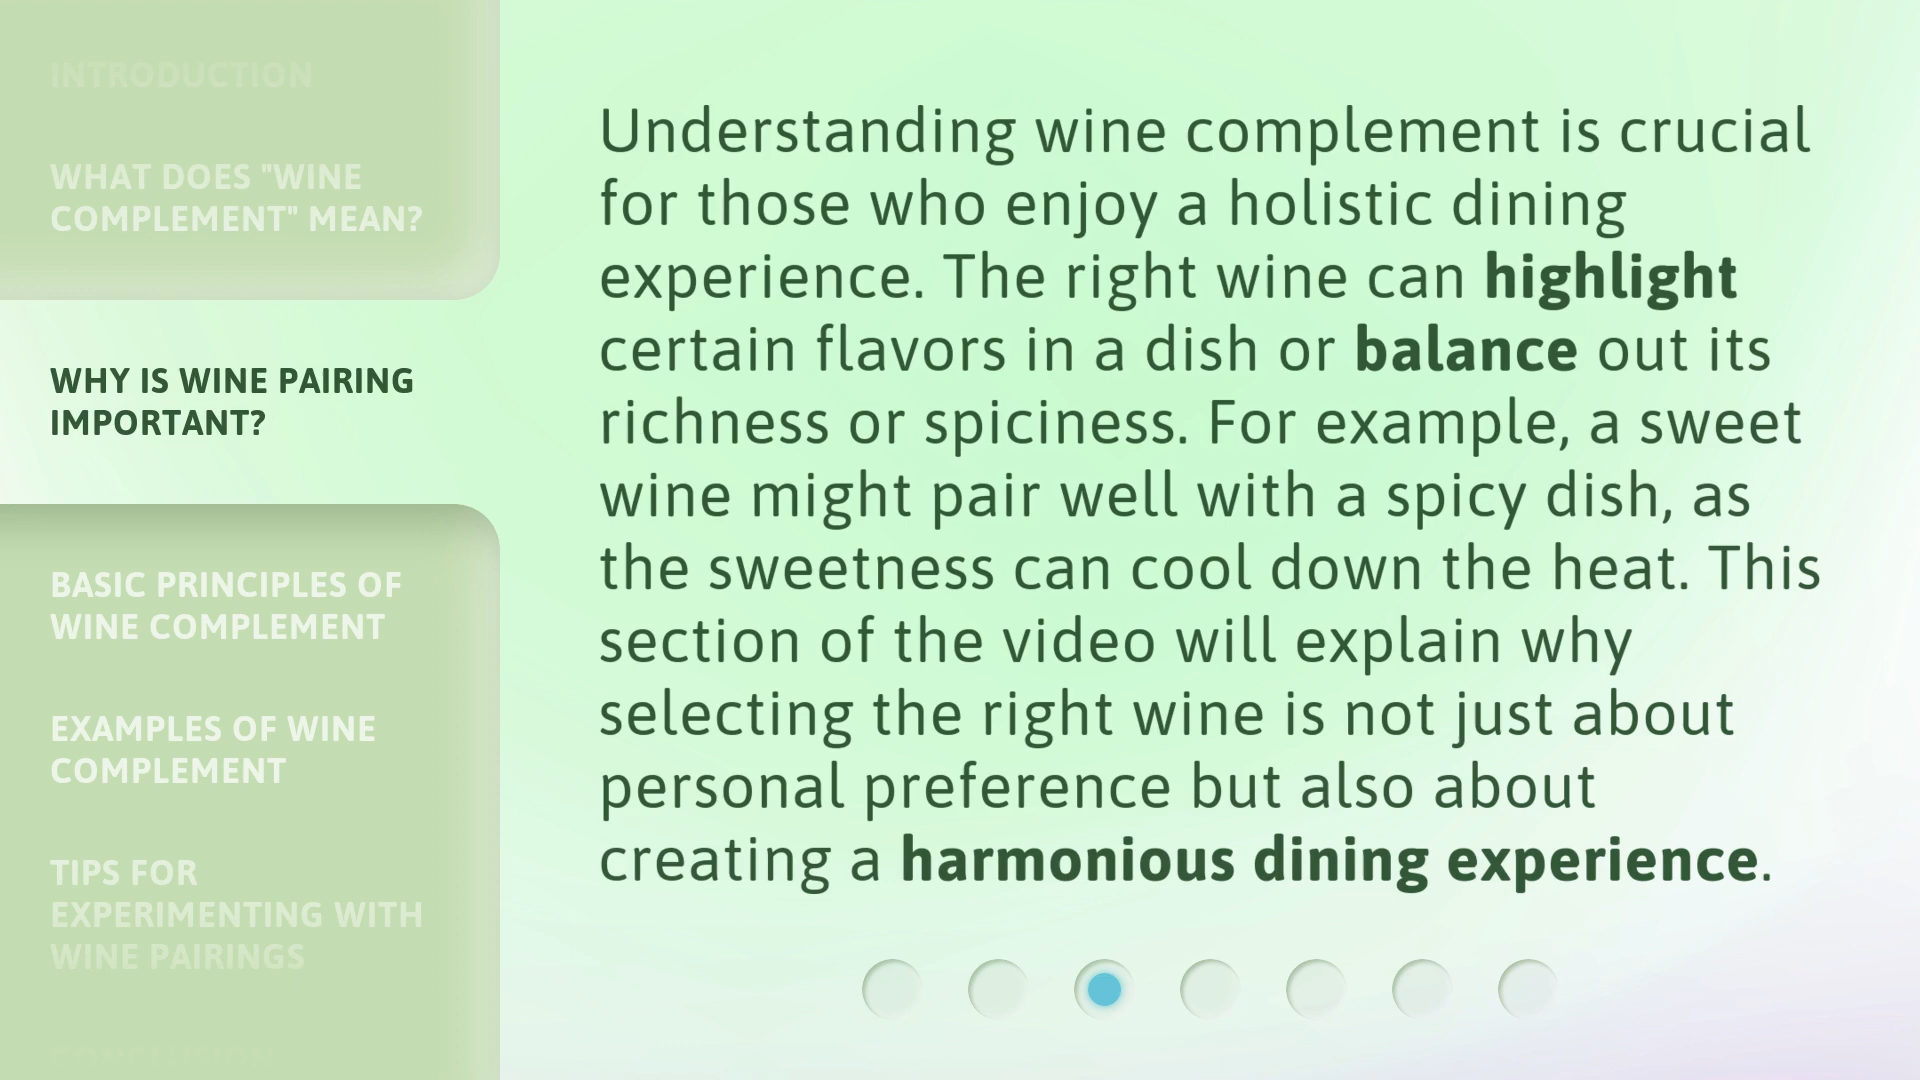 INTRODUCTION
WHAT DOES "WINE
COMPLEMENT" MEAN?
WHY IS WINE PAIRING
IMPORTANT?
BASIC PRINCIPLES OF
WINE COMPLEMENT
EXAMPLES OF WINE
COMPLEMENT
TIPS FOR
EXPERIMENTING WITH
WINE PAIRINGS
CONCLUSION
Understanding wine complement is crucial
for those who enjoy a holistic dining
experience. The right wine can highlight
certain flavors in a dish or balance out its
richness or spiciness. For example, a sweet
wine might pair well with a spicy dish, as
the sweetness can cool down the heat. This
section of the video will explain why
selecting the right wine is not just about
personal preference but also about
creating a harmonious dining experience.